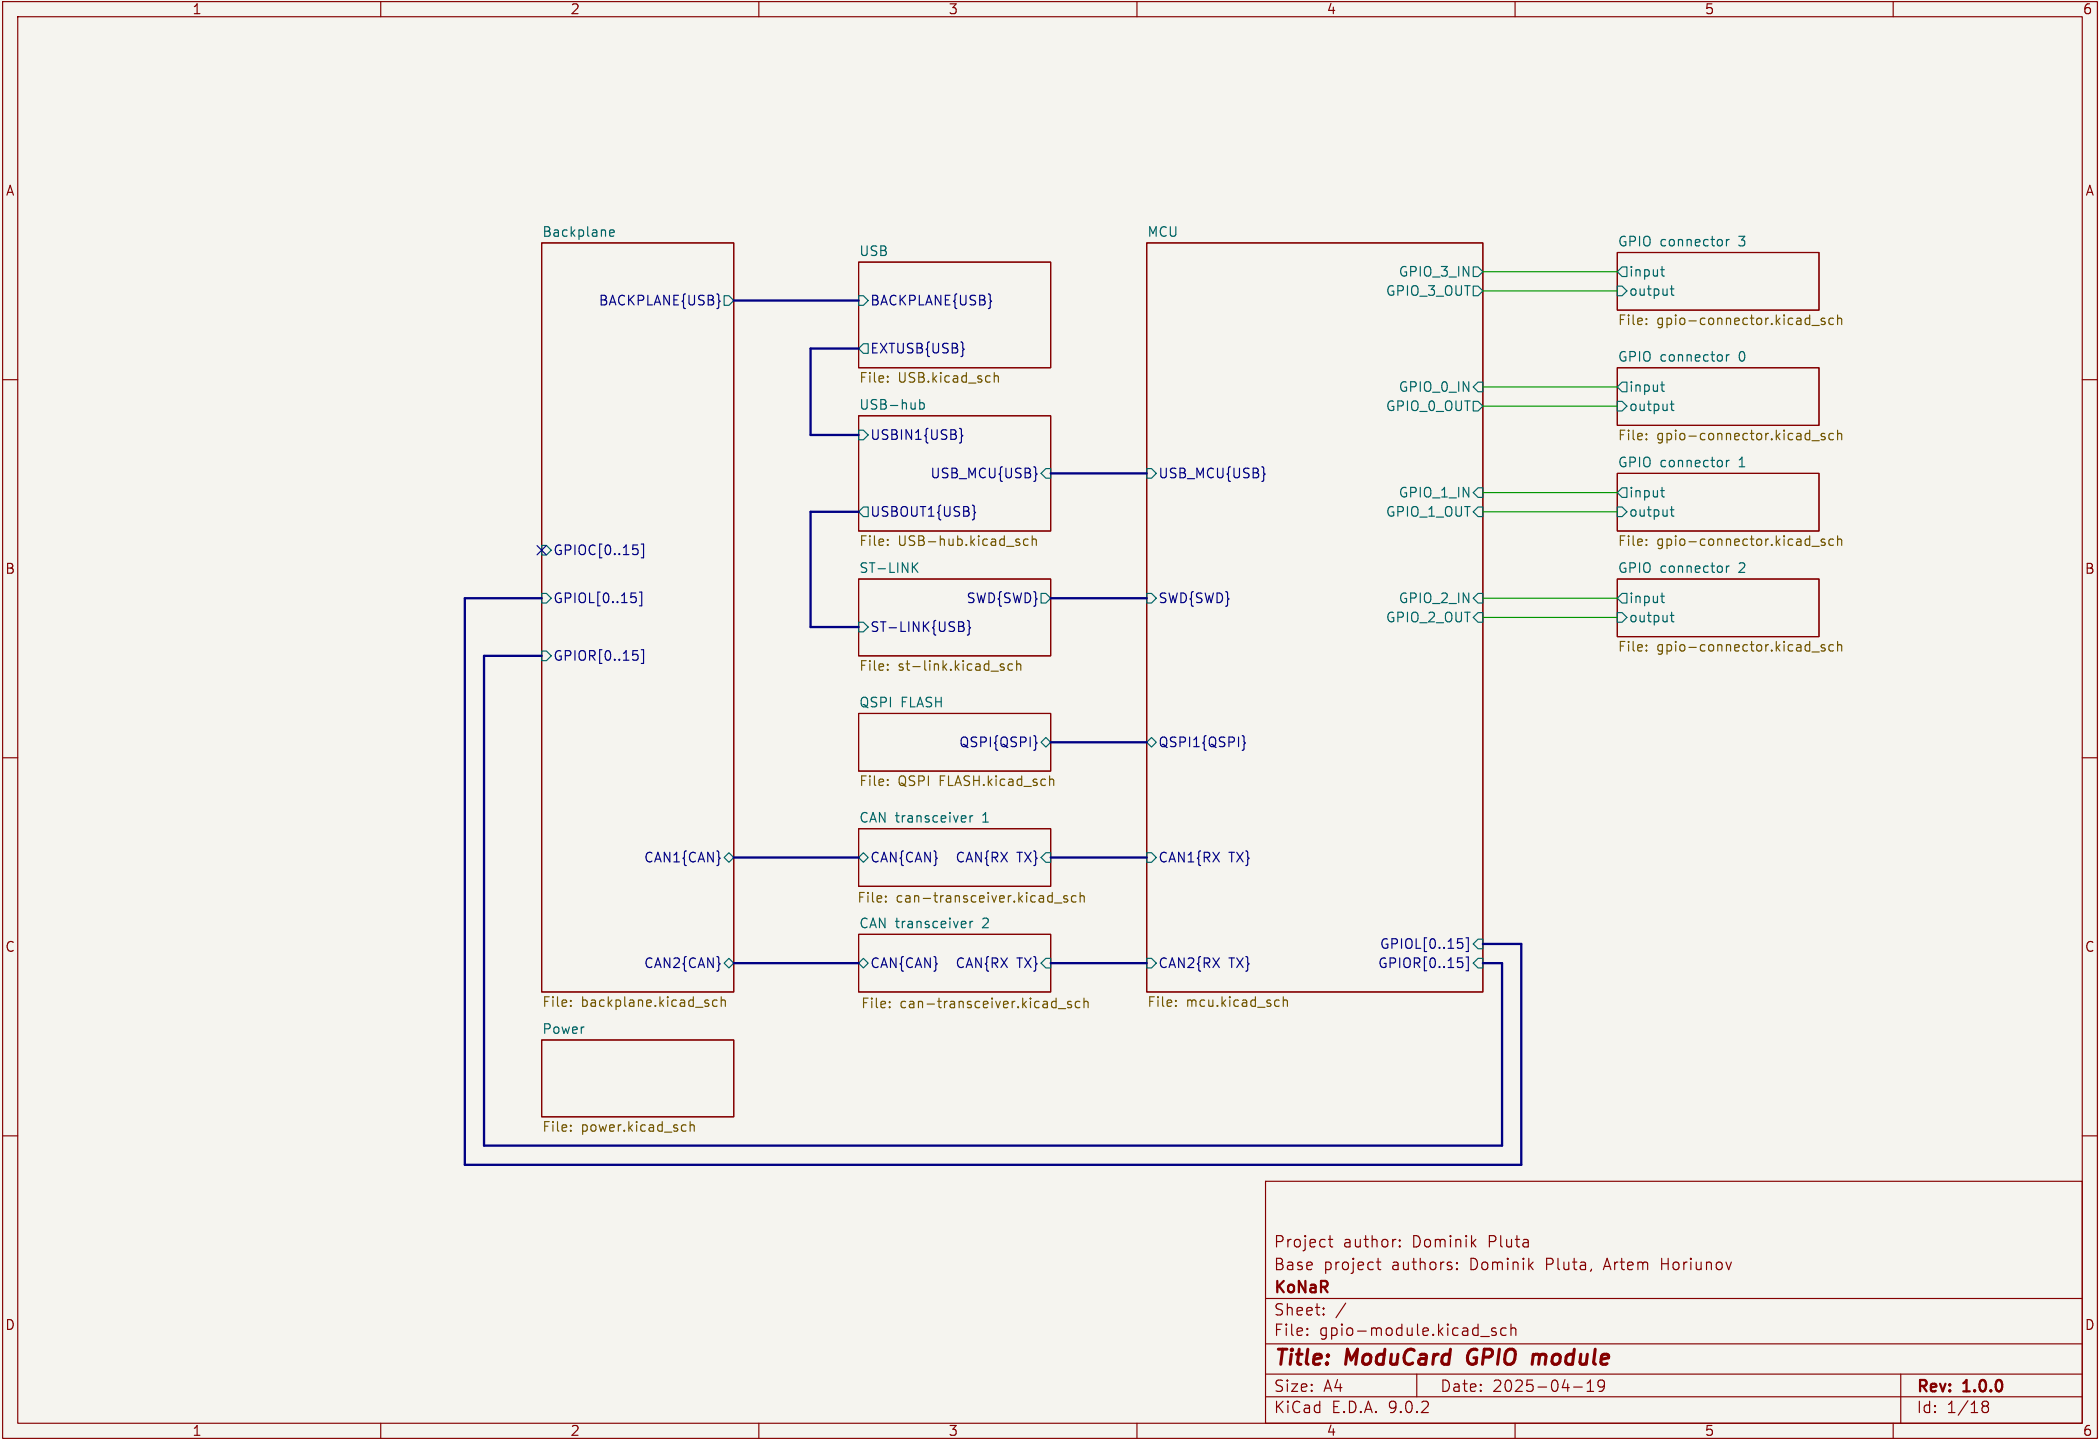 1 2 3 4 5 6
A A
B B
C C
D D
Backplane
BACKPLANE{USB}
GPIOC[0..15]
GPIOL[0..15]
GPIOR[0..15]
CAN1{CAN}
CAN2{CAN}
File: backplane.kicad_sch
Power
File: power.kicad_sch
USB
BACKPLANE{USB}
EXTUSB{USB}
File: USB.kicad_sch
USB-hub
USBIN1{USB}
USB_MCU{USB}
USBOUT1{USB}
File: USB-hub.kicad_sch
ST-LINK
SWD{SWD}
ST-LINK{USB}
File: st-link.kicad_sch
QSPI FLASH
QSPI{QSPI}
File: QSPI FLASH.kicad_sch
CAN transceiver 1
CAN{CAN} CAN{RX TX}
File: can-transceiver.kicad_sch
CAN transceiver 2
CAN{CAN} CAN{RX TX}
File: can-transceiver.kicad_sch
MCU
GPIO_3_IN
GPIO_3_OUT
GPIO_0_IN
GPIO_0_OUT
USB_MCU{USB}
GPIO_1_IN
GPIO_1_OUT
SWD{SWD}
GPIO_2_IN
GPIO_2_OUT
QSPI1{QSPI}
CAN1{RX TX}
GPIOL[0..15]
CAN2{RX TX}
GPIOR[0..15]
File: mcu.kicad_sch
GPIO connector 3
input
output
File: gpio-connector.kicad_sch
GPIO connector 0
input
output
File: gpio-connector.kicad_sch
GPIO connector 1
input
output
File: gpio-connector.kicad_sch
GPIO connector 2
input
output
File: gpio-connector.kicad_sch
Project author: Dominik Pluta
Base project authors: Dominik Pluta, Artem Horiunov
KoNaR
Sheet: /
File: gpio-module.kicad_sch
Title: ModuCard GPIO module
Size: A4 Date: 2025-04-19 Rev: 1.0.0
KiCad E.D.A. 9.0.2 Id: 1/18
1 2 3 4 5 6